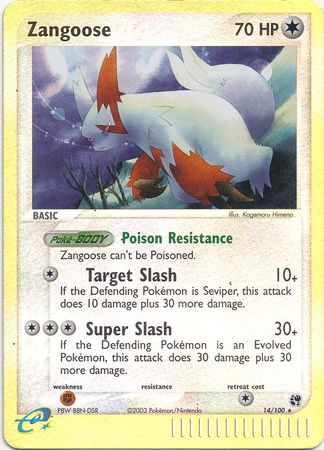 Zangoose 70 HP
BASIC Illus. Kagemaru Himeno
Poké-BODY Poison Resistance
Zangoose can't be Poisoned.
Target Slash 10+
If the Defending Pokémon is Seviper, this attack
does 10 damage plus 30 more damage.
Super Slash 30+
If the Defending Pokémon is an Evolved
Pokémon, this attack does 30 damage plus
30 more damage.
weakness resistance retreat cost
PBW-BBN-DSR ©2003 Pokémon/Nintendo 14/100 ★
e